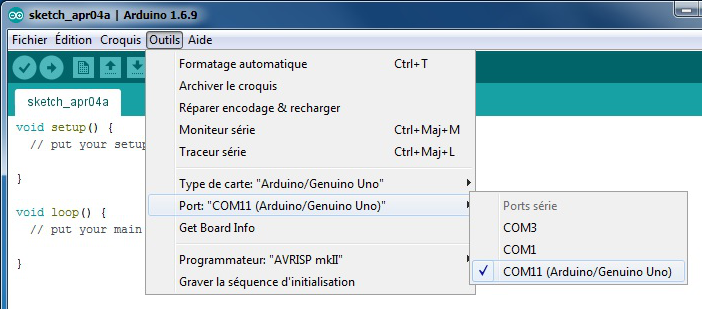 sketch_apr04a | Arduino 1.6.9
Fichier Édition Croquis Outils Aide
sketch_apr04a
Formatage automatique Ctrl+T
Archiver le croquis
Réparer encodage & recharger
Moniteur série Ctrl+Maj+M
Traceur série Ctrl+Maj+L
Type de carte: "Arduino/Genuino Uno"
Port: "COM11 (Arduino/Genuino Uno)"
Get Board Info
Programmateur: "AVRISP mkII"
Graver la séquence d'initialisation
Ports série
COM3
COM1
COM11 (Arduino/Genuino Uno)
void setup() {
// put your setup
}
void loop() {
// put your main
}